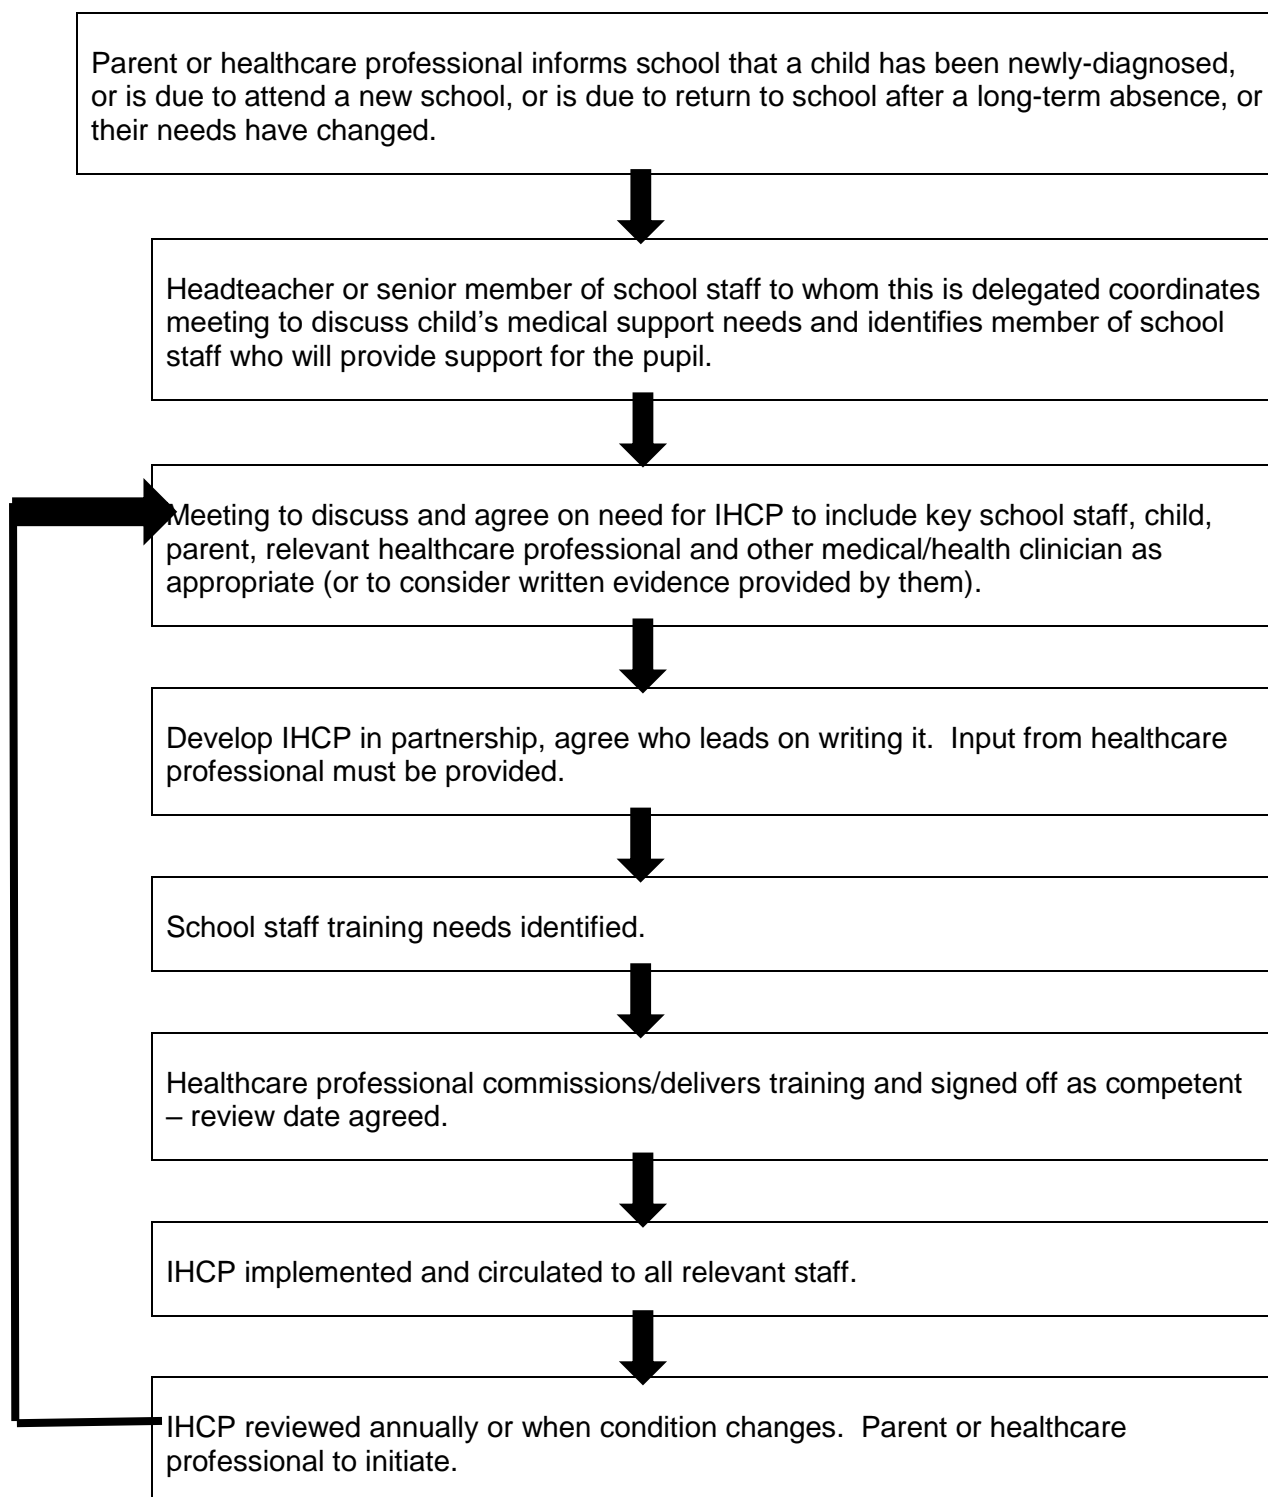 Parent or healthcare professional informs school that a child has been newly-diagnosed,
or is due to attend a new school, or is due to return to school after a long-term absence, or
their needs have changed.
Headteacher or senior member of school staff to whom this is delegated coordinates
meeting to discuss child's medical support needs and identifies member of school
staff who will provide support for the pupil.
Meeting to discuss and agree on need for IHCP to include key school staff, child,
parent, relevant healthcare professional and other medical/health clinician as
appropriate (or to consider written evidence provided by them).
Develop IHCP in partnership, agree who leads on writing it.  Input from healthcare
professional must be provided.
School staff training needs identified.
Healthcare professional commissions/delivers training and signed off as competent
– review date agreed.
IHCP implemented and circulated to all relevant staff.
IHCP reviewed annually or when condition changes.  Parent or healthcare
professional to initiate.